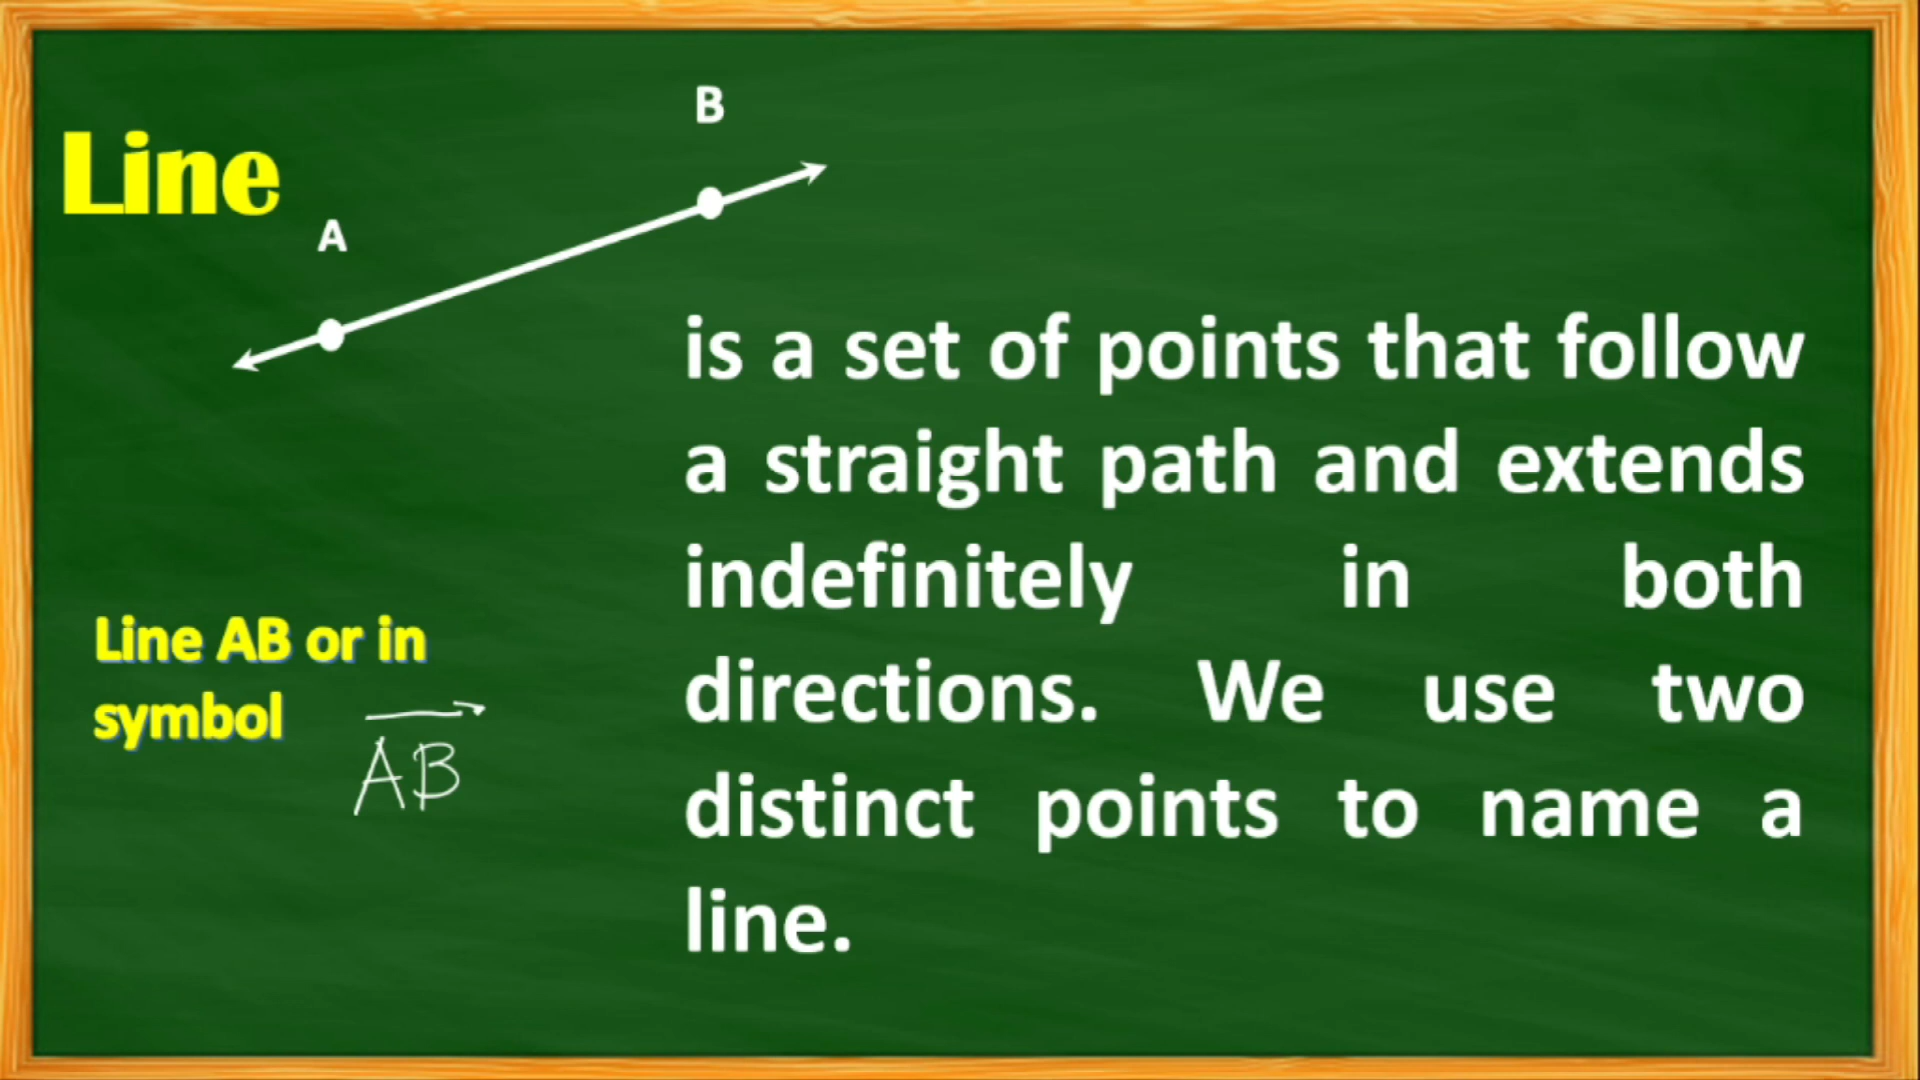 B
Line
A
is a set of points that follow
a straight path and extends
indefinitely in both
directions. We use two
distinct points to name a
line.
Line AB or in
symbol
AB